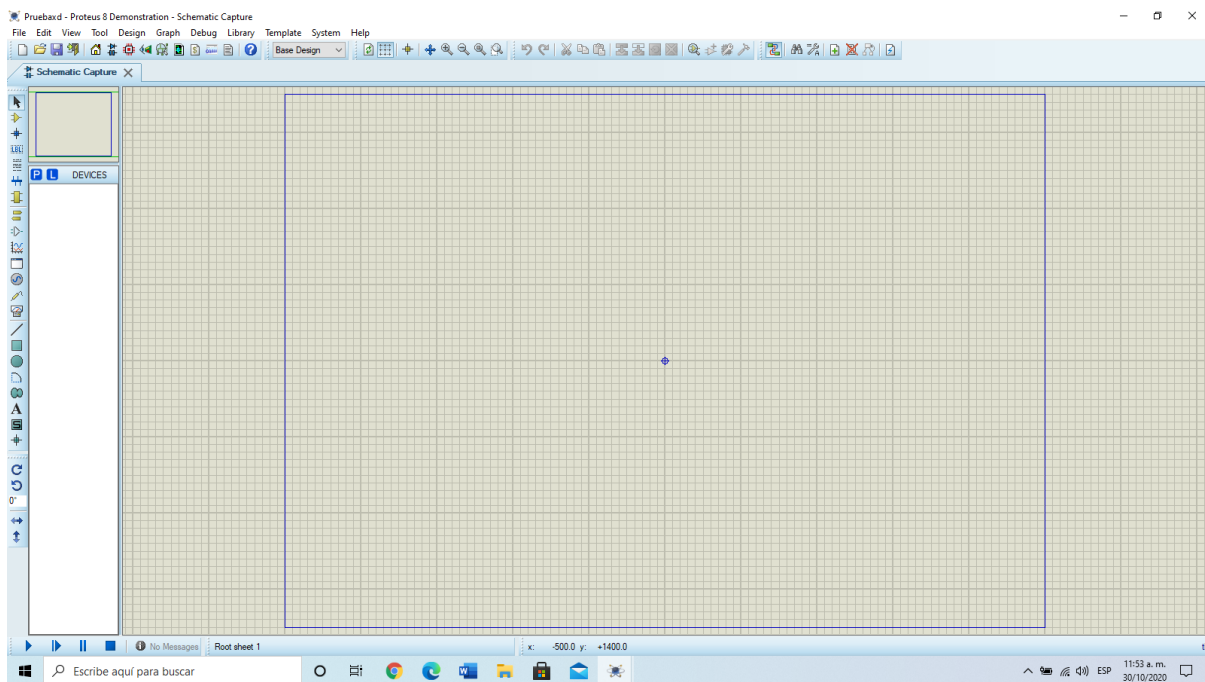 Pruebaxd - Proteus 8 Demonstration - Schematic Capture
File Edit View Tool Design Graph Debug Library Template System Help
Base Design
Schematic Capture
LBL
P L DEVICES
A
S
0°
No Messages Root sheet 1 x: -500.0 y: +1400.0
Escribe aquí para buscar
ESP
11:53 a. m.
30/10/2020